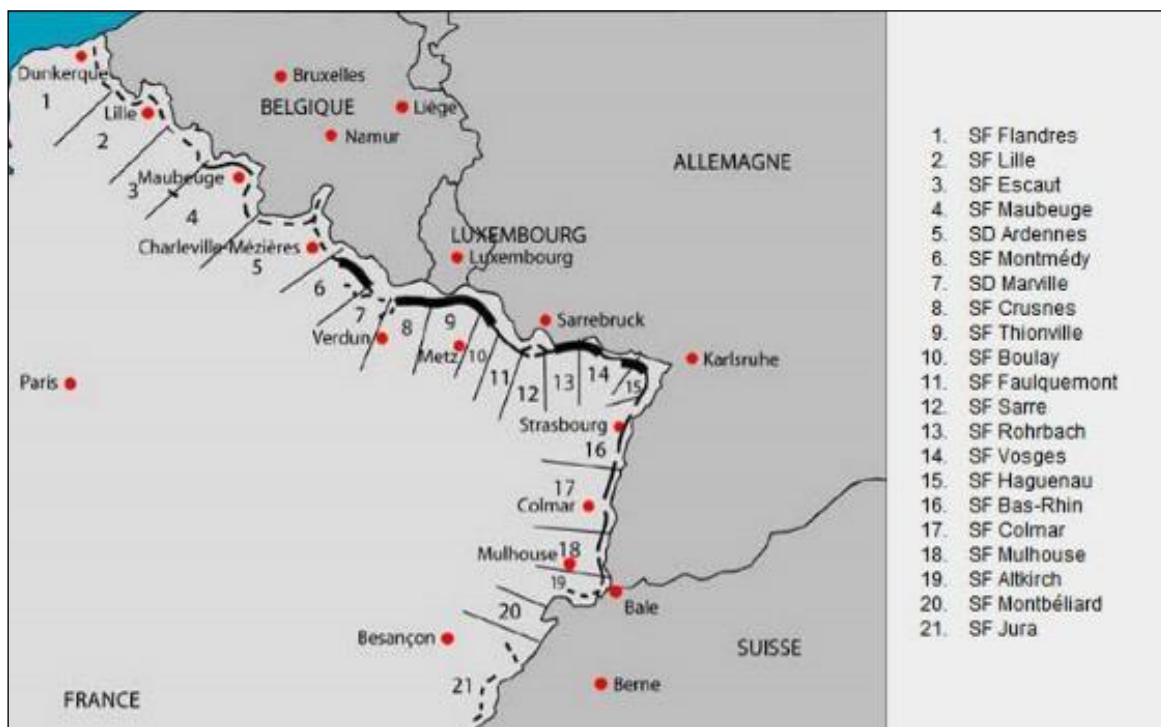 Dunkerque
1
Bruxelles
BELGIQUE
Liège
Lille
2
Namur
ALLEMAGNE
3
Maubeuge
4
LUXEMBOURG
Charleville-Mézières
Luxembourg
5
6
7
8
9
Sarrebruck
Verdun
Metz
10
Karlsruhe
11
12
13
14
15
Paris
Strasbourg
16
17
Colmar
Mulhouse
18
19
Bale
20
Besançon
SUISSE
21
Berne
FRANCE
1. SF Flandres
2. SF Lille
3. SF Escaut
4. SF Maubeuge
5. SD Ardennes
6. SF Montmédy
7. SD Marville
8. SF Crusnes
9. SF Thionville
10. SF Boulay
11. SF Faulquemont
12. SF Sarre
13. SF Rohrbach
14. SF Vosges
15. SF Haguenau
16. SF Bas-Rhin
17. SF Colmar
18. SF Mulhouse
19. SF Altkirch
20. SF Montbéliard
21. SF Jura